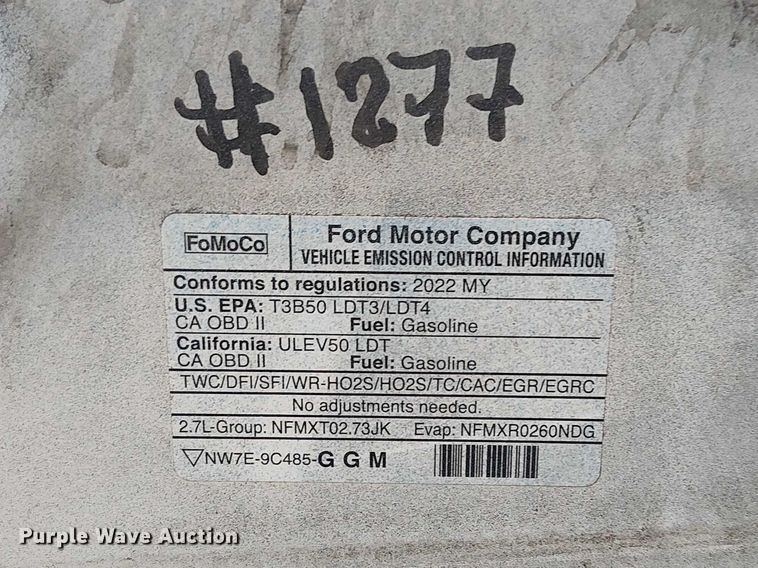 #1277
FoMoCo
Ford Motor Company
VEHICLE EMISSION CONTROL INFORMATION
Conforms to regulations: 2022 MY
U.S. EPA: T3B50 LDT3/LDT4
CA OBD II Fuel: Gasoline
California: ULEV50 LDT
CA OBD II Fuel: Gasoline
TWC/DFI/SFI/WR-HO2S/HO2S/TC/CAC/EGR/EGRC
No adjustments needed.
2.7L-Group: NFMXT02.73JK Evap: NFMXR0260NDG
NW7E-9C485-G G M
Purple Wave Auction